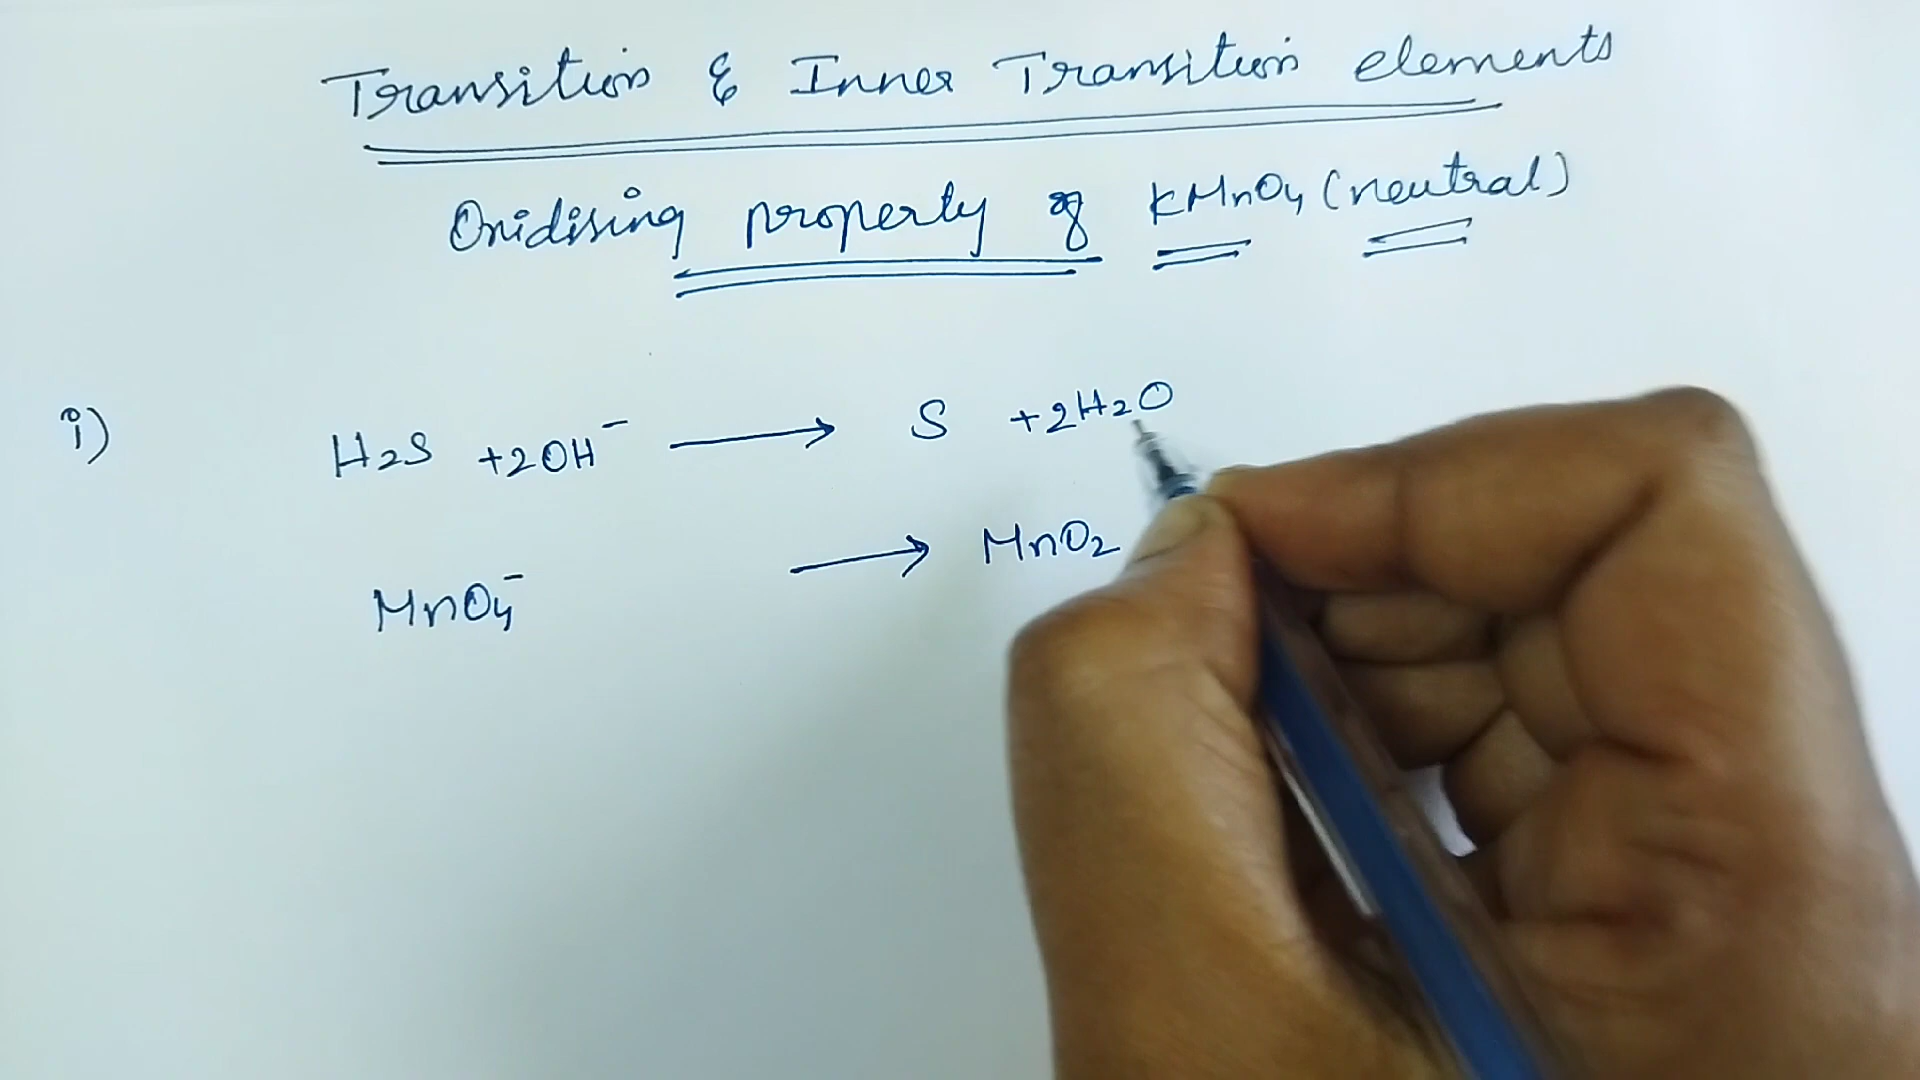 Transition & Inner Transition elements
Oxidising property of KMnO4 (neutral)
i) H2S + 2OH⁻ → S + 2H2O
MnO4⁻ → MnO2